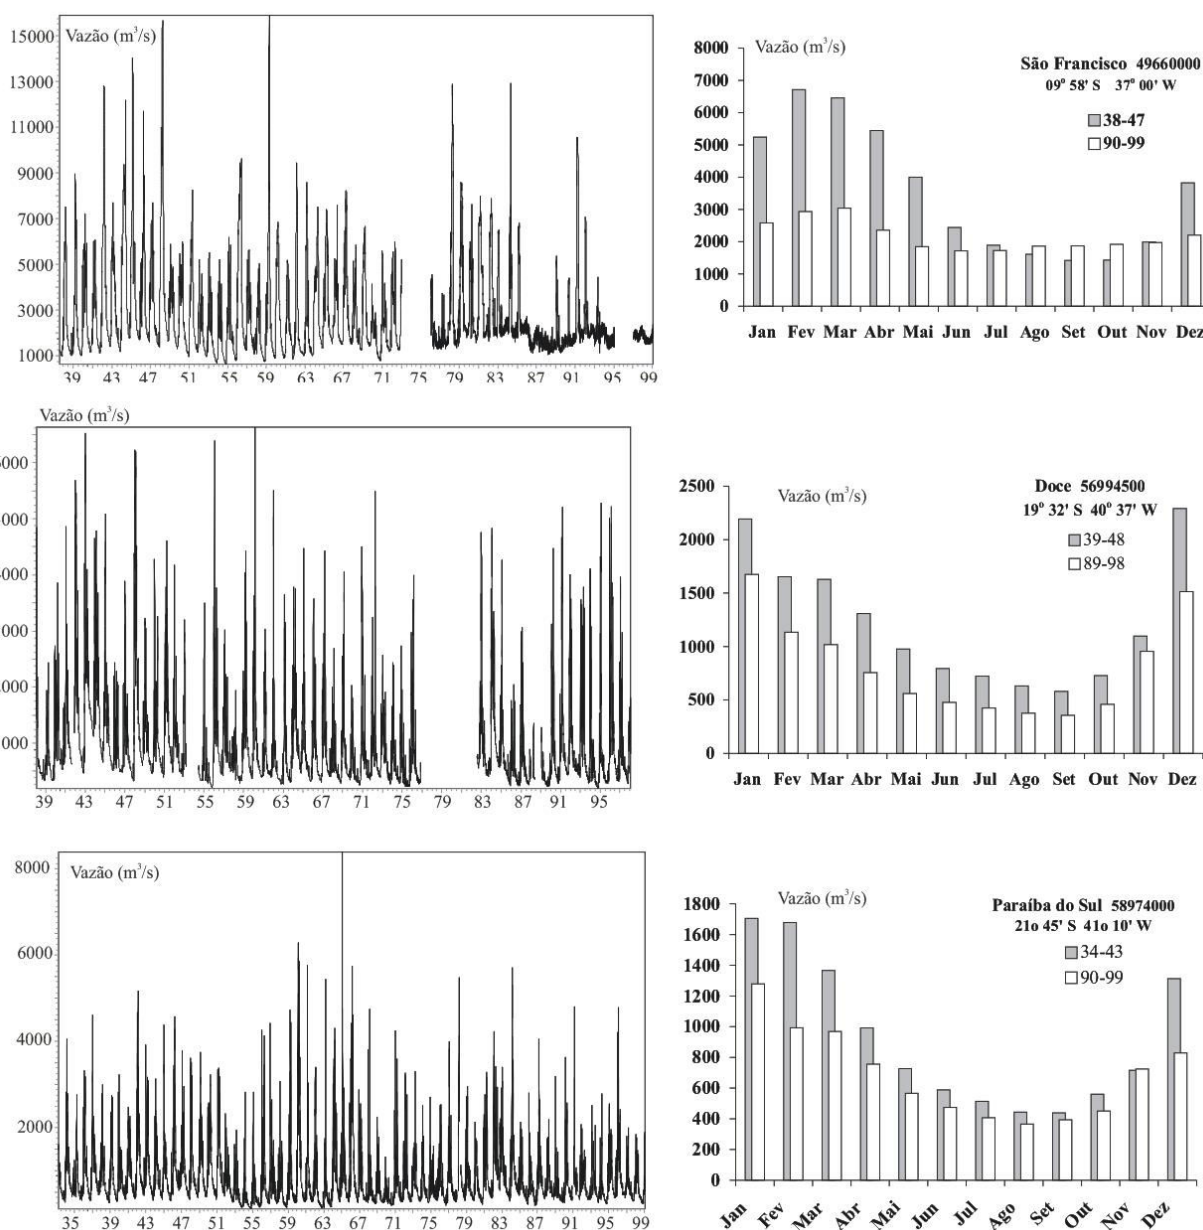 Vazão (m³/s)
15000
13000
11000
9000
7000
5000
3000
1000
39 43 47 51 55 59 63 67 71 75 79 83 87 91 95 99
Vazão (m³/s)
São Francisco 49660000
09° 58' S 37° 00' W
38-47
90-99
8000
7000
6000
5000
4000
3000
2000
1000
0
Jan Fev Mar Abr Mai Jun Jul Ago Set Out Nov Dez
Vazão (m³/s)
39 43 47 51 55 59 63 67 71 75 79 83 87 91 95
Vazão (m³/s)
Doce 56994500
19° 32' S 40° 37' W
39-48
89-98
2500
2000
1500
1000
500
0
Jan Fev Mar Abr Mai Jun Jul Ago Set Out Nov Dez
Vazão (m³/s)
8000
6000
4000
2000
35 39 43 47 51 54 59 63 67 71 75 79 83 87 91 95 99
Vazão (m³/s)
Paraíba do Sul 58974000
21o 45' S 41o 10' W
34-43
90-99
1800
1600
1400
1200
1000
800
600
400
200
0
Jan Fev Mar Abr Mai Jun Jul Ago Set Out Nov Dez